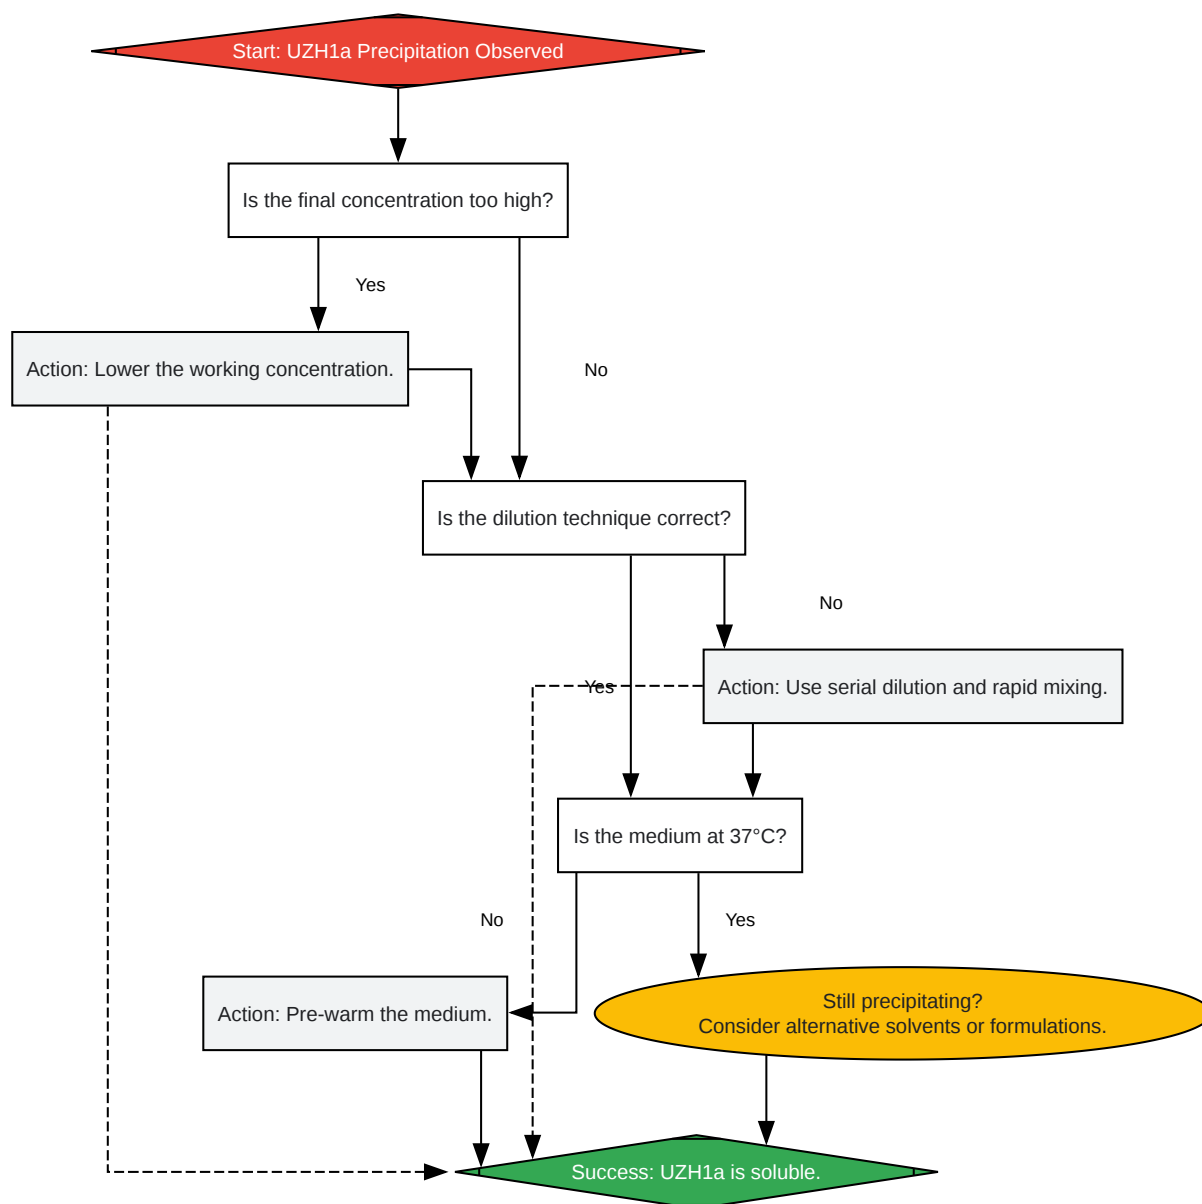 Start: UZH1a Precipitation Observed
Is the final concentration too high?
Yes
Action: Lower the working concentration.
No
Is the dilution technique correct?
No
Yes
Action: Use serial dilution and rapid mixing.
Is the medium at 37°C?
No
Yes
Action: Pre-warm the medium.
Still precipitating?
Consider alternative solvents or formulations.
Success: UZH1a is soluble.